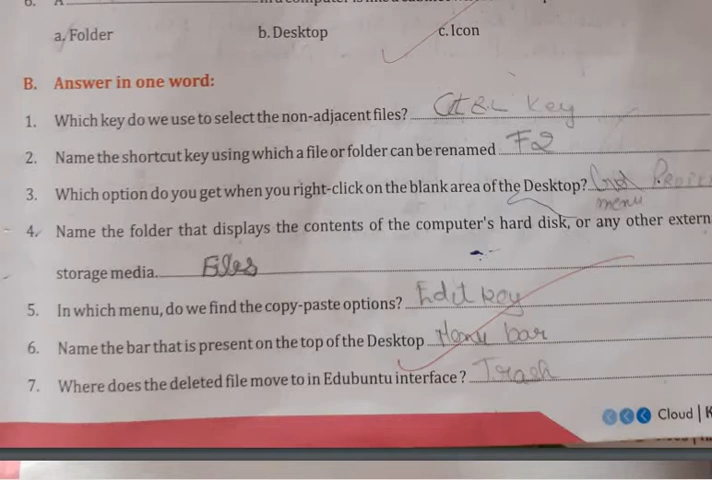 a. Folder b. Desktop c. Icon
B. Answer in one word:
1. Which key do we use to select the non-adjacent files? key
2. Name the shortcut key using which a file or folder can be renamed F2
3. Which option do you get when you right-click on the blank area of the Desktop?
menu
4. Name the folder that displays the contents of the computer's hard disk, or any other extern
storage media. Files
5. In which menu, do we find the copy-paste options? Edit key
6. Name the bar that is present on the top of the Desktop bar
7. Where does the deleted file move to in Edubuntu interface? Trash
Cloud | K